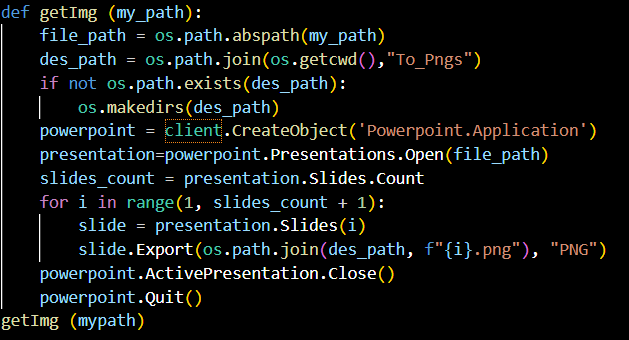 def getImg (my_path):
    file_path = os.path.abspath(my_path)
    des_path = os.path.join(os.getcwd(),"To_Pngs")
    if not os.path.exists(des_path):
        os.makedirs(des_path)
    powerpoint = client.CreateObject('Powerpoint.Application')
    presentation=powerpoint.Presentations.Open(file_path)
    slides_count = presentation.Slides.Count
    for i in range(1, slides_count + 1):
        slide = presentation.Slides(i)
        slide.Export(os.path.join(des_path, f"{i}.png"), "PNG")
    powerpoint.ActivePresentation.Close()
    powerpoint.Quit()
getImg (mypath)